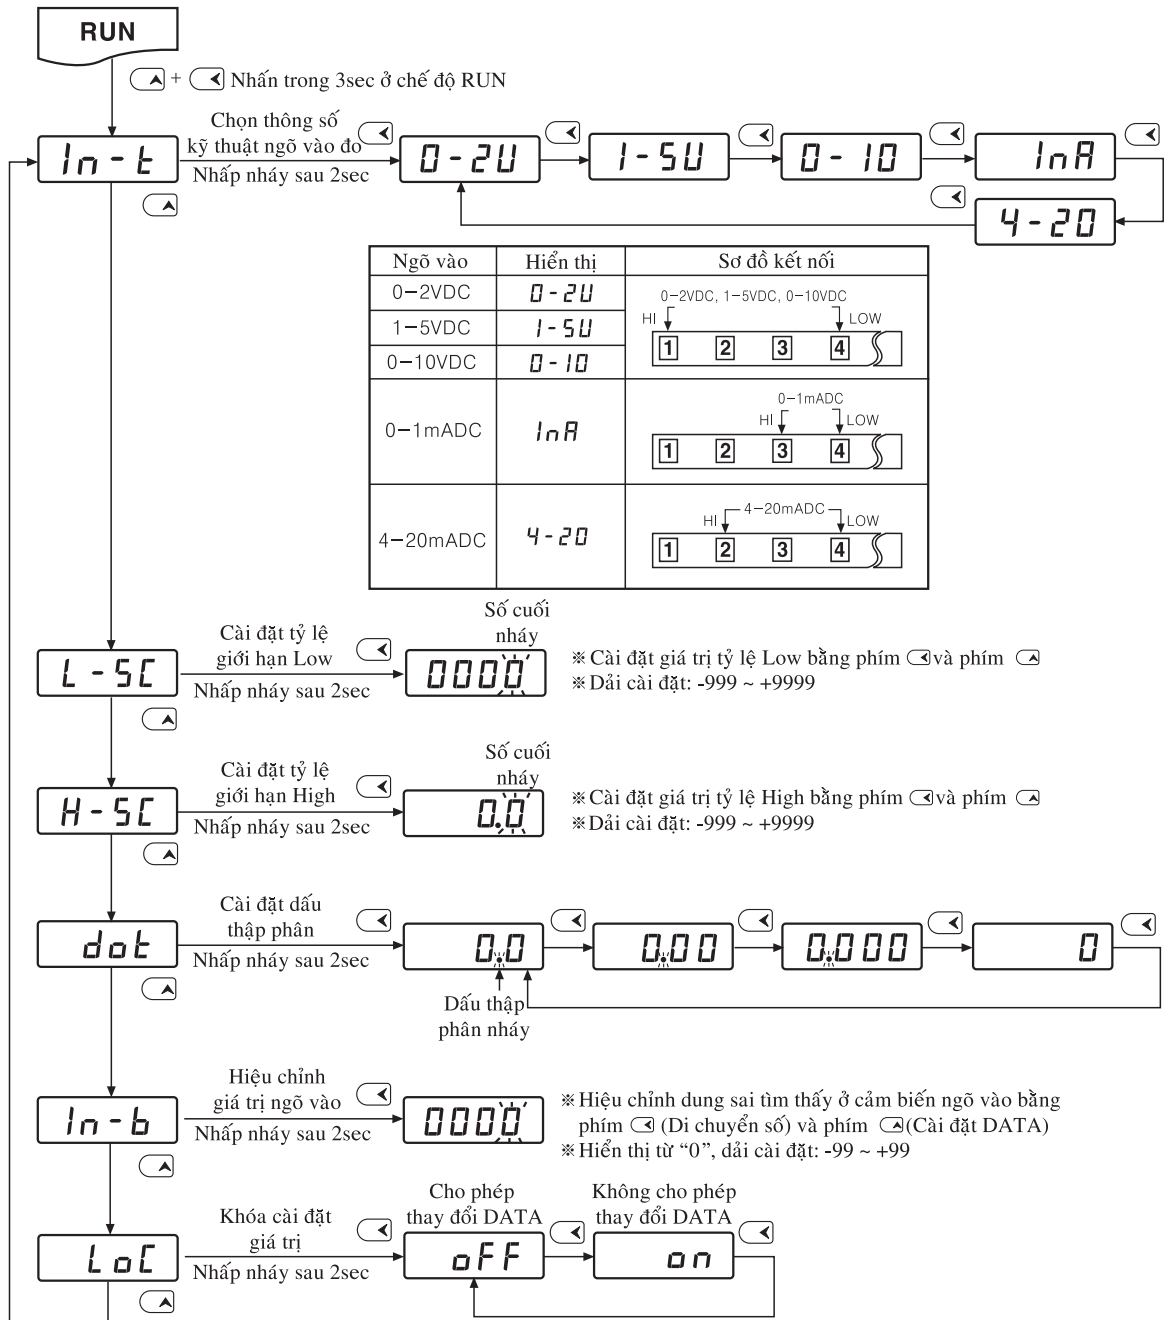 RUN
+ Nhấn trong 3sec ở chế độ RUN
In-t
Chọn thông số
kỹ thuật ngõ vào đo
Nhấp nháy sau 2sec
0-2U
1-5U
0-10
1nA
4-20
Ngõ vào Hiển thị Sơ đồ kết nối
0-2VDC 0-2U
1-5VDC 1-5U
0-10VDC 0-10
0-2VDC, 1-5VDC, 0-10VDC
HI LOW
1 2 3 4
0-1mADC 1nA
0-1mADC
HI LOW
1 2 3 4
4-20mADC 4-20
HI 4-20mADC LOW
1 2 3 4
L-SC
Cài đặt tỷ lệ
giới hạn Low
Nhấp nháy sau 2sec
Số cuối
nháy
0000
※Cài đặt giá trị tỷ lệ Low bằng phím và phím
※Dải cài đặt: -999 ~ +9999
H-SC
Cài đặt tỷ lệ
giới hạn High
Nhấp nháy sau 2sec
Số cuối
nháy
0.0
※Cài đặt giá trị tỷ lệ High bằng phím và phím
※Dải cài đặt: -999 ~ +9999
dot
Cài đặt dấu
thập phân
Nhấp nháy sau 2sec
0.0
0.00
0.000
0
Dấu thập
phân nháy
In-b
Hiệu chỉnh
giá trị ngõ vào
Nhấp nháy sau 2sec
0000
※Hiệu chỉnh dung sai tìm thấy ở cảm biến ngõ vào bằng
phím (Di chuyển số) và phím (Cài đặt DATA)
※Hiển thị từ “0”, dải cài đặt: -99 ~ +99
LoC
Khóa cài đặt
giá trị
Nhấp nháy sau 2sec
Cho phép
thay đổi DATA
oFF
Không cho phép
thay đổi DATA
on